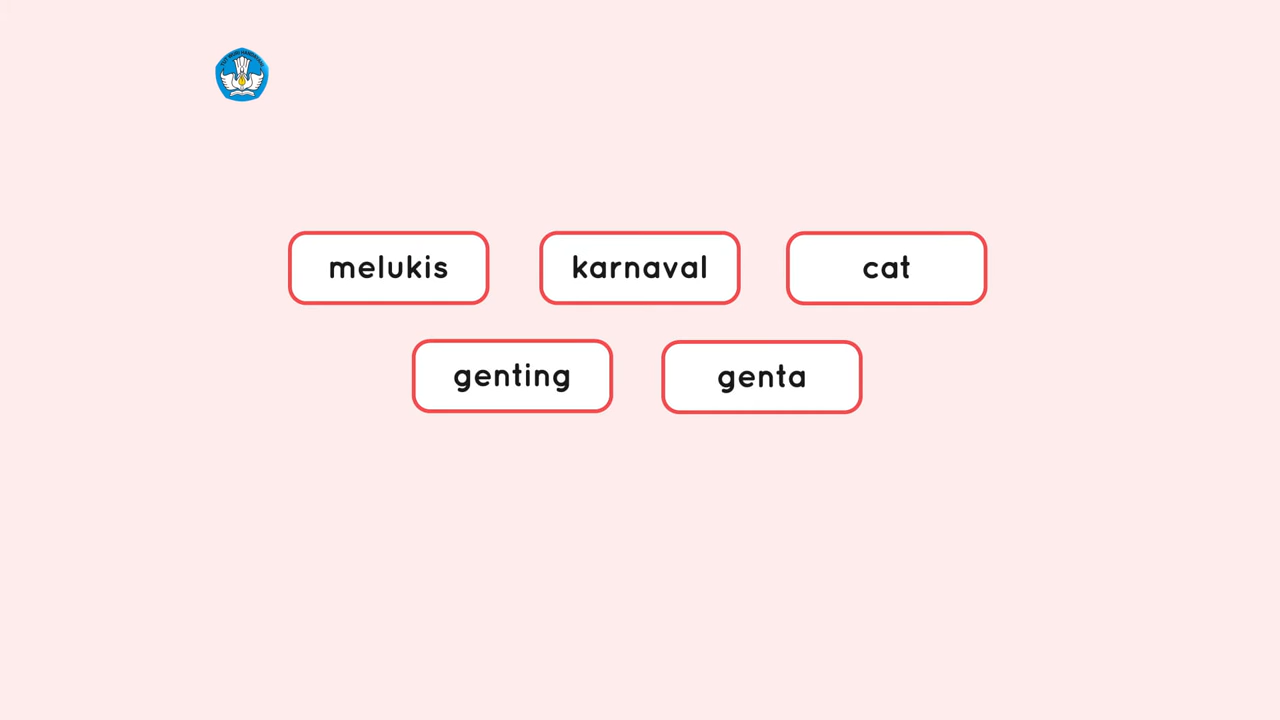 melukis
karnaval
cat
genting
genta